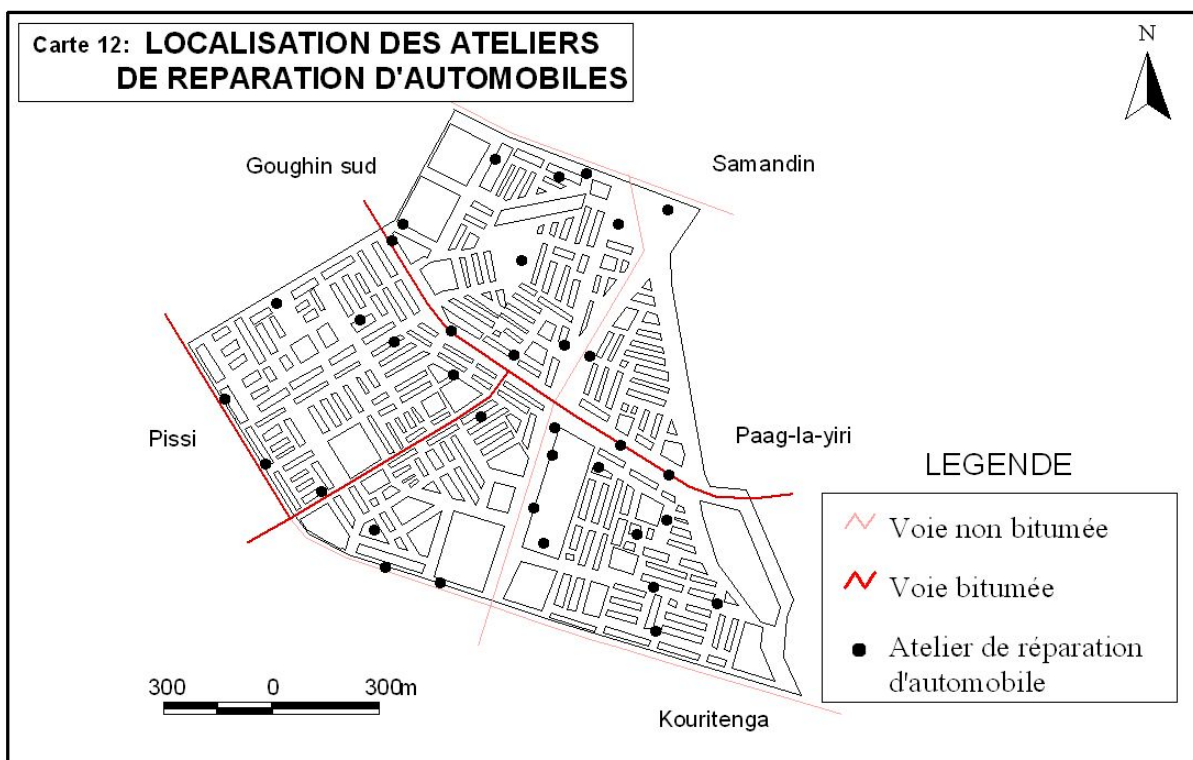 Carte 12: LOCALISATION DES ATELIERS
DE REPARATION D'AUTOMOBILES
N
Goughin sud
Samandin
Pissi
Paag-la-yiri
LEGENDE
Voie non bitumée
Voie bitumée
Atelier de réparation
d'automobile
300 0 300m
Kouritenga